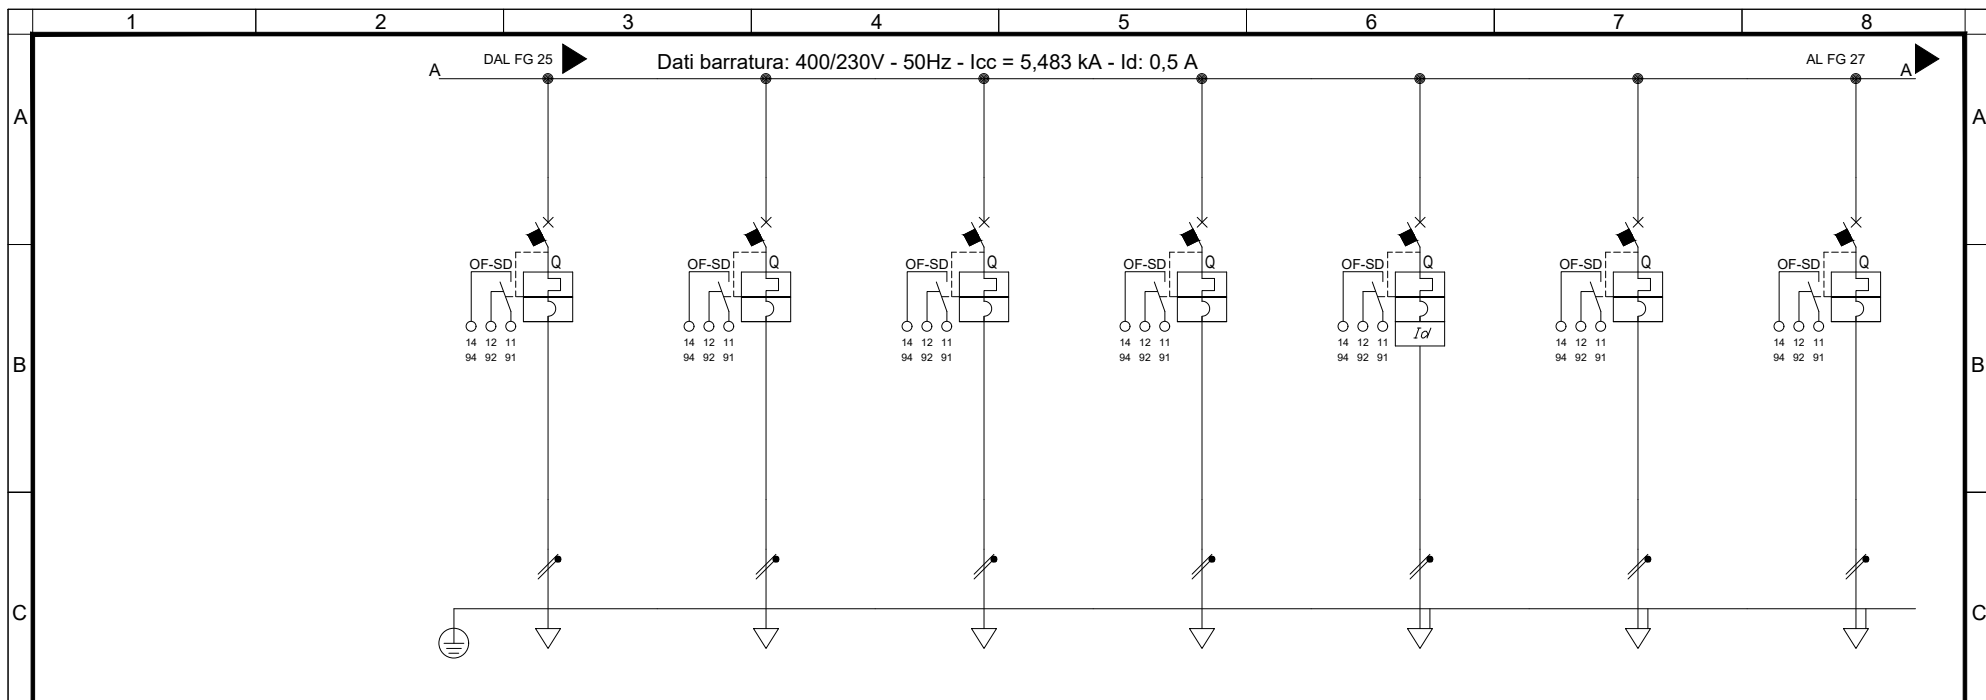 1 2 3 4 5 6 7 8
DAL FG 25 Dati barratura: 400/230V - 50Hz - Icc = 5,483 kA - Id: 0,5 A AL FG 27
A A
A A
OF-SD Q OF-SD Q OF-SD Q OF-SD Q OF-SD Q OF-SD Q OF-SD Q
Id
14 12 11 14 12 11 14 12 11 14 12 11 14 12 11 14 12 11 14 12 11
94 92 91 94 92 91 94 92 91 94 92 91 94 92 91 94 92 91 94 92 91
B B
C C